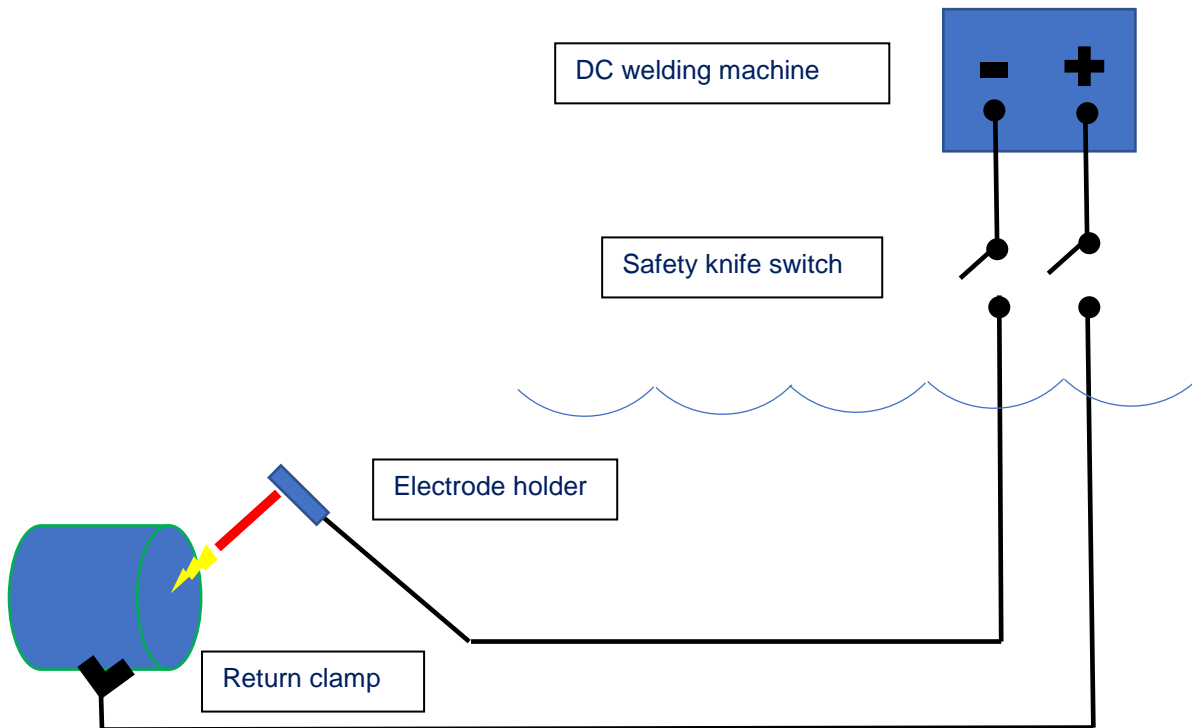 DC welding machine
- +
Safety knife switch
Electrode holder
Return clamp